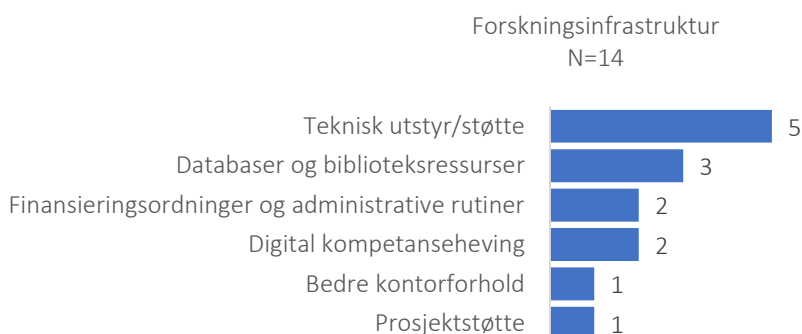 Forskningsinfrastruktur
N=14
Teknisk utstyr/støtte 5
Databaser og biblioteksressurser 3
Finansieringsordninger og administrative rutiner 2
Digital kompetanseheving 2
Bedre kontorforhold 1
Prosjektstøtte 1